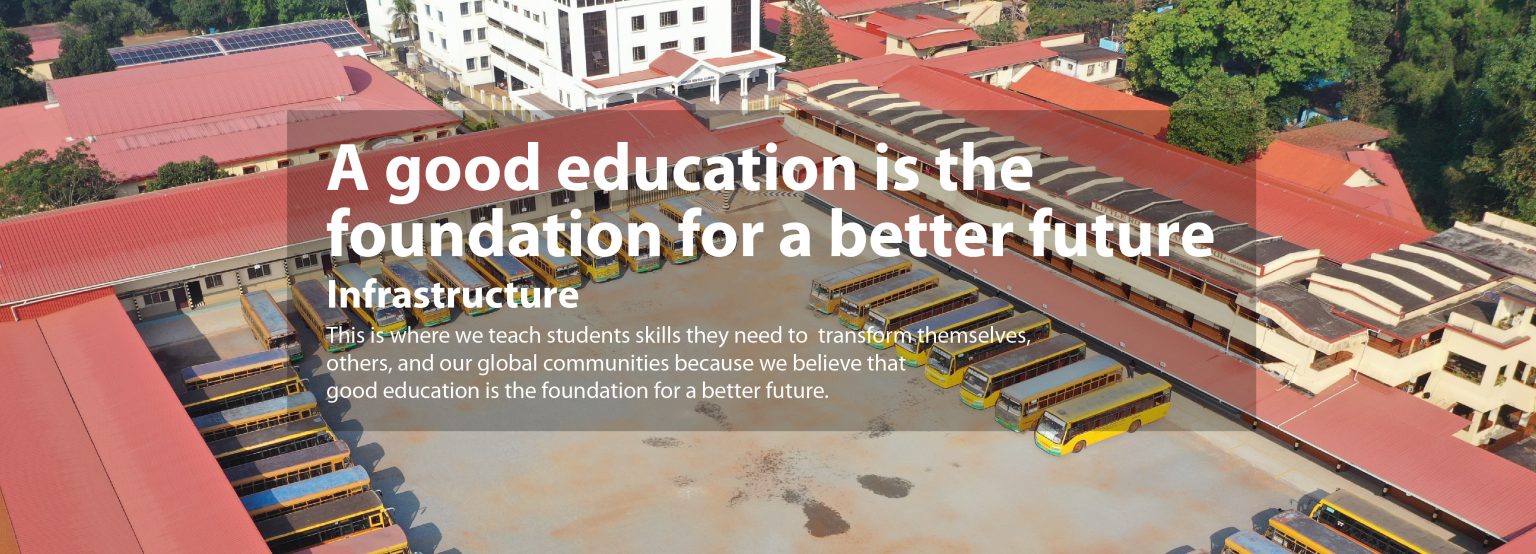 A good education is the
foundation for a better future
Infrastructure
This is where we teach students skills they need to  transform themselves,
others, and our global communities because we believe that
good education is the foundation for a better future.